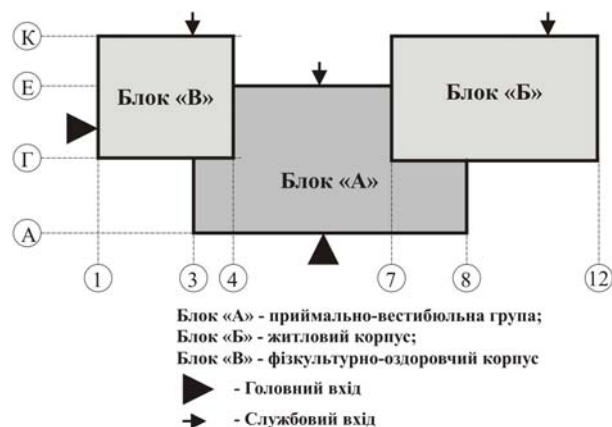 К
Е
Г
А
Блок «В»
Блок «Б»
Блок «А»
1
3
4
7
8
12
Блок «А» - приймально-вестибюльна група;
Блок «Б» - житловий корпус;
Блок «В» - фізкультурно-оздоровчий корпус
- Головний вхід
- Службовий вхід